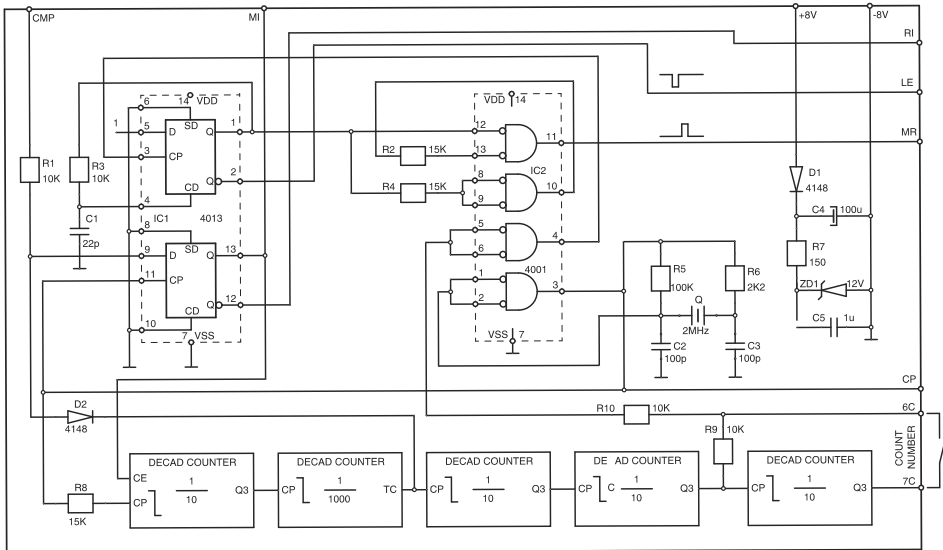 CMP
MI
+8V
-8V
RI
LE
MR
6
14
VDD
1
5
D
SD
Q
1
3
CP
CD
Q
2
4
IC1
4013
8
9
D
SD
Q
13
11
CP
CD
Q
12
10
7
VSS
R1
10K
R3
10K
C1
22p
VDD
14
12
13
11
R2
15K
IC2
R4
15K
8
9
10
5
6
4
4001
1
2
3
VSS
7
R5
100K
R6
2K2
Q
2MHz
C2
100p
C3
100p
D1
4148
C4
100u
R7
150
ZD1
12V
C5
1u
CP
D2
4148
R10
10K
6C
R9
10K
COUNT
NUMBER
7C
R8
15K
DECAD COUNTER
CE
CP
1
10
Q3
DECAD COUNTER
CP
1
1000
TC
DECAD COUNTER
CP
1
10
Q3
DE AD COUNTER
CP
C
1
10
Q3
DECAD COUNTER
CP
1
10
Q3